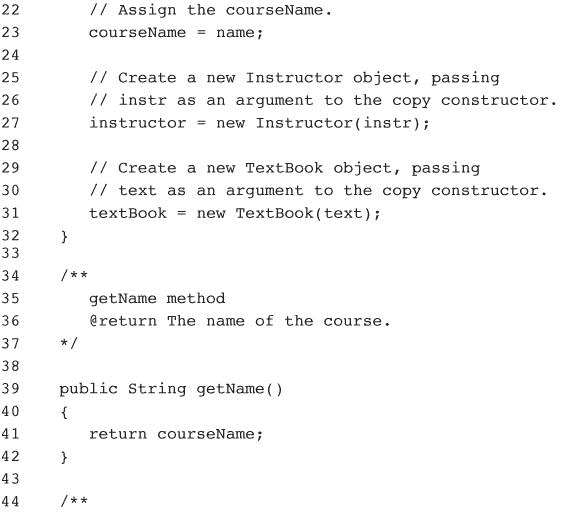 22       // Assign the courseName.
23       courseName = name;
24
25       // Create a new Instructor object, passing
26       // instr as an argument to the copy constructor.
27       instructor = new Instructor(instr);
28
29       // Create a new TextBook object, passing
30       // text as an argument to the copy constructor.
31       textBook = new TextBook(text);
32    }
33
34    /**
35       getName method
36       @return The name of the course.
37    */
38
39    public String getName()
40    {
41       return courseName;
42    }
43
44    /**